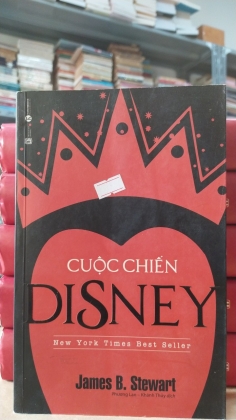 CUỘC CHIẾN
DISNEY
New York Times Best Seller
James B. Stewart